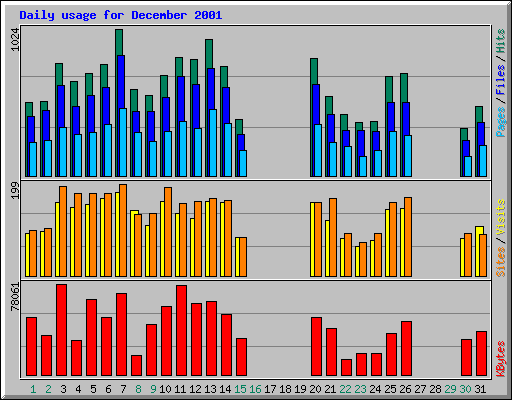 Daily usage for December 2001
1024
Pages / Files / Hits
199
Sites / Visits
78061
KBytes
1 2 3 4 5 6 7 8 9 10 11 12 13 14 15 16 17 18 19 20 21 22 23 24 25 26 27 28 29 30 31